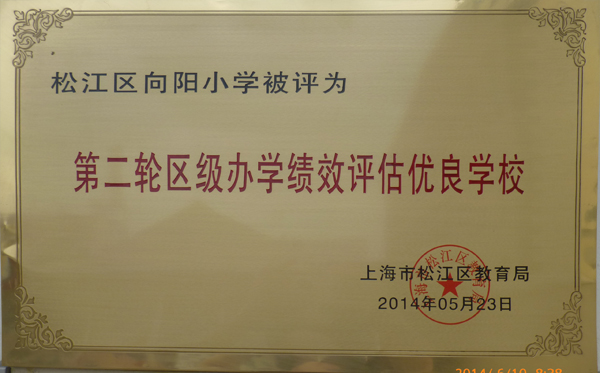 松江区向阳小学被评为
第二轮区级办学绩效评估优良学校
上海市松江区教育局
2014年05月23日